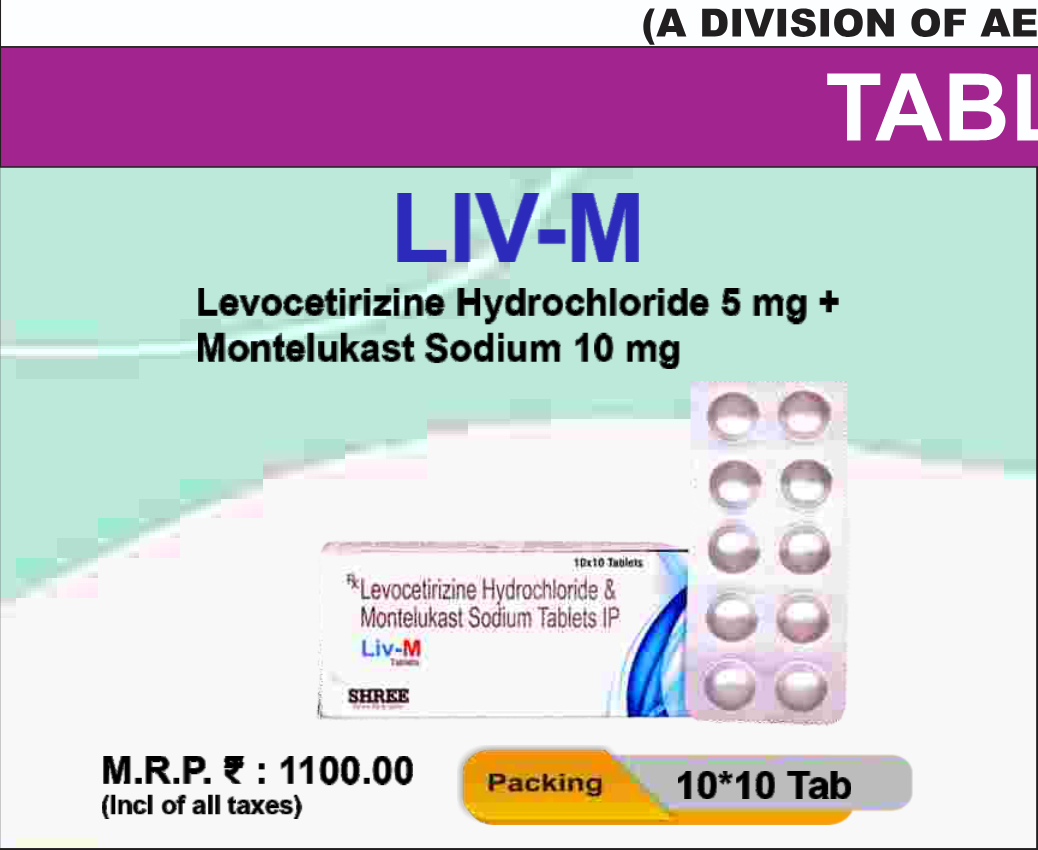 (A DIVISION OF AE
TABL
LIV-M
Levocetirizine Hydrochloride 5 mg +
Montelukast Sodium 10 mg
10x10 Tablets
Rx Levocetirizine Hydrochloride &
Montelukast Sodium Tablets IP
Liv-M
Tablets
SHREE
M.R.P. ₹ : 1100.00
(Incl of all taxes)
Packing
10*10 Tab